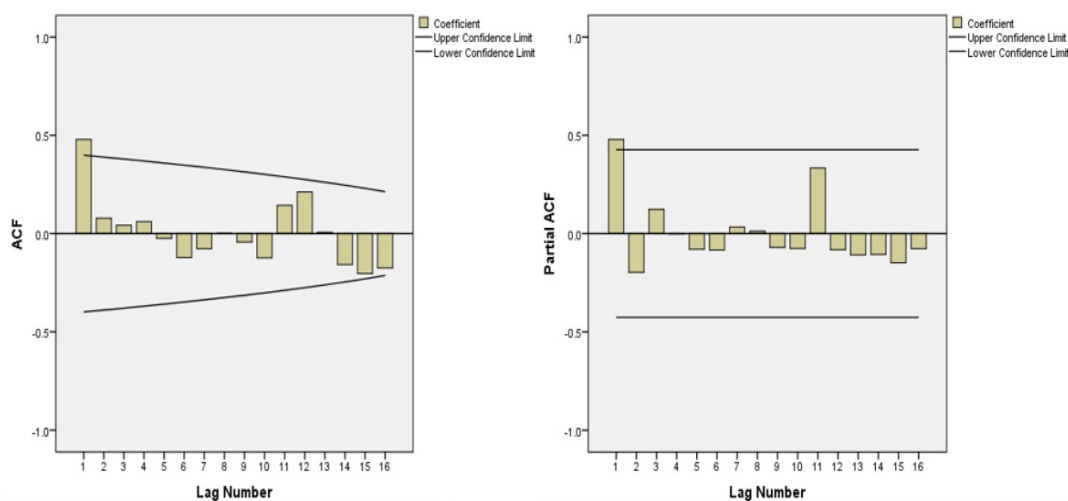 Coefficient
Upper Confidence Limit
Lower Confidence Limit
1.0
0.5
0.0
-0.5
-1.0
ACF
1 2 3 4 5 6 7 8 9 10 11 12 13 14 15 16
Lag Number
Coefficient
Upper Confidence Limit
Lower Confidence Limit
1.0
0.5
0.0
-0.5
-1.0
Partial ACF
1 2 3 4 5 6 7 8 9 10 11 12 13 14 15 16
Lag Number